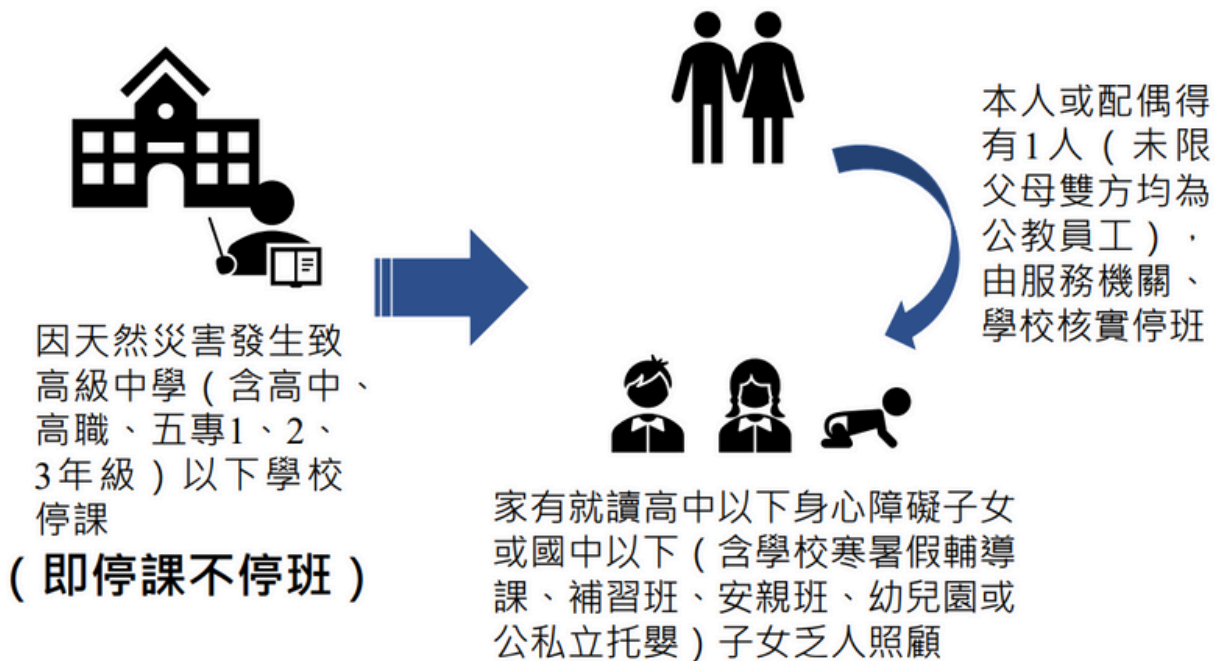 因天然災害發生致
高級中學（含高中、
高職、五專1、2、
3年級）以下學校
停課
（即停課不停班）
本人或配偶得
有1人（未限
父母雙方均為
公教員工），
由服務機關、
學校核實停班
家有就讀高中以下身心障礙子女
或國中以下（含學校寒暑假輔導
課、補習班、安親班、幼兒園或
公私立托嬰）子女乏人照顧